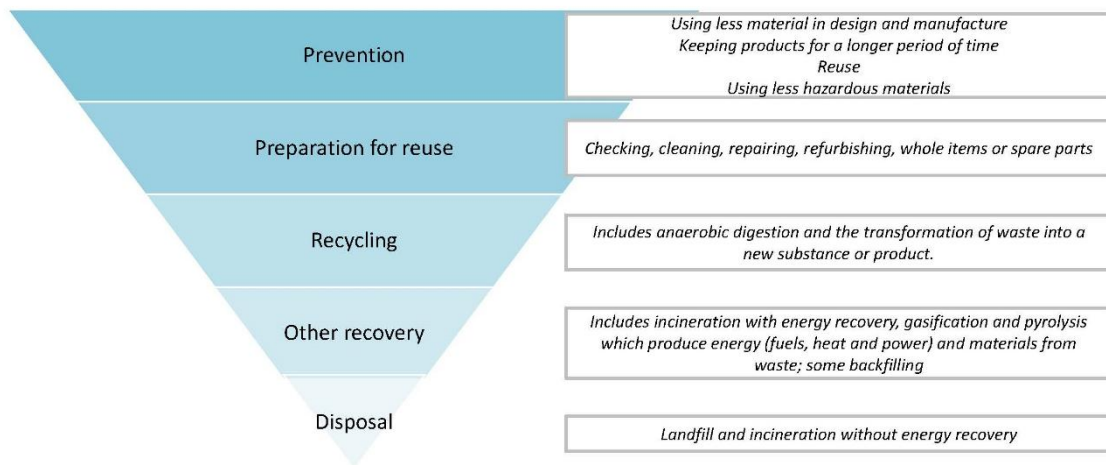 Prevention
Using less material in design and manufacture
Keeping products for a longer period of time
Reuse
Using less hazardous materials
Preparation for reuse
Checking, cleaning, repairing, refurbishing, whole items or spare parts
Recycling
Includes anaerobic digestion and the transformation of waste into a
new substance or product.
Other recovery
Includes incineration with energy recovery, gasification and pyrolysis
which produce energy (fuels, heat and power) and materials from
waste; some backfilling
Disposal
Landfill and incineration without energy recovery